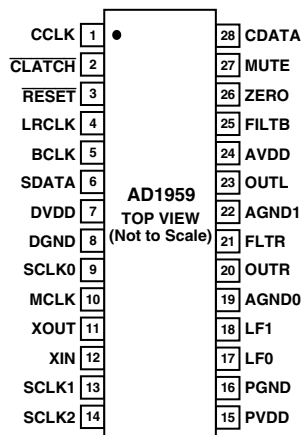 CCLK 1 28 CDATA
CLATCH 2 27 MUTE
RESET 3 26 ZERO
LRCLK 4 25 FILTB
BCLK 5 24 AVDD
SDATA 6 23 OUTL
DVDD 7 22 AGND1
DGND 8 21 FLTR
SCLK0 9 20 OUTR
MCLK 10 19 AGND0
XOUT 11 18 LF1
XIN 12 17 LF0
SCLK1 13 16 PGND
SCLK2 14 15 PVDD
AD1959
TOP VIEW
(Not to Scale)